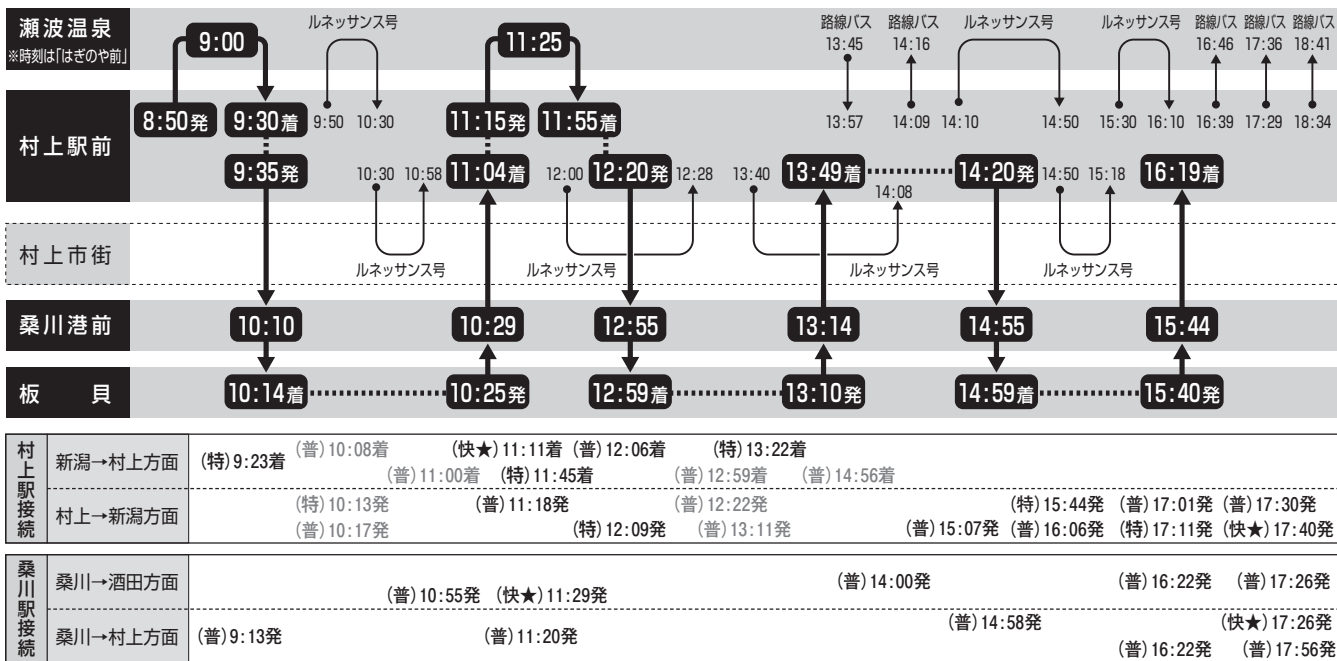 瀬波温泉
※時刻は「はぎのや前」
9:00
ルネッサンス号
11:25
路線バス
13:45
路線バス
14:16
ルネッサンス号
ルネッサンス号
路線バス 路線バス 路線バス
16:46 17:36 18:41
村上駅前
8:50発 9:30着 9:50 10:30 11:15発 11:55着 13:57 14:09 14:10 14:50 15:30 16:10 16:39 17:29 18:34
9:35発 10:30 10:58 11:04着 12:00 12:20発 12:28 13:40 13:49着 14:08 14:20発 14:50 15:18 16:19着
村上市街
ルネッサンス号 ルネッサンス号 ルネッサンス号 ルネッサンス号
桑川港前
10:10 10:29 12:55 13:14 14:55 15:44
板貝
10:14着 10:25発 12:59着 13:10発 14:59着 15:40発
村上駅接続
新潟→村上方面
(特)9:23着 (普)10:08着 (快★)11:11着 (普)12:06着 (特)13:22着
(普)11:00着 (特)11:45着 (普)12:59着 (普)14:56着
村上→新潟方面
(特)10:13発 (普)11:18発 (普)12:22発 (特)15:44発 (普)17:01発 (普)17:30発
(普)10:17発 (特)12:09発 (普)13:11発 (普)15:07発 (普)16:06発 (特)17:11発 (快★)17:40発
桑川駅接続
桑川→酒田方面
(普)10:55発 (快★)11:29発 (普)14:00発 (普)16:22発 (普)17:26発
桑川→村上方面
(普)9:13発 (普)11:20発 (普)14:58発 (快★)17:26発
(普)16:22発 (普)17:56発